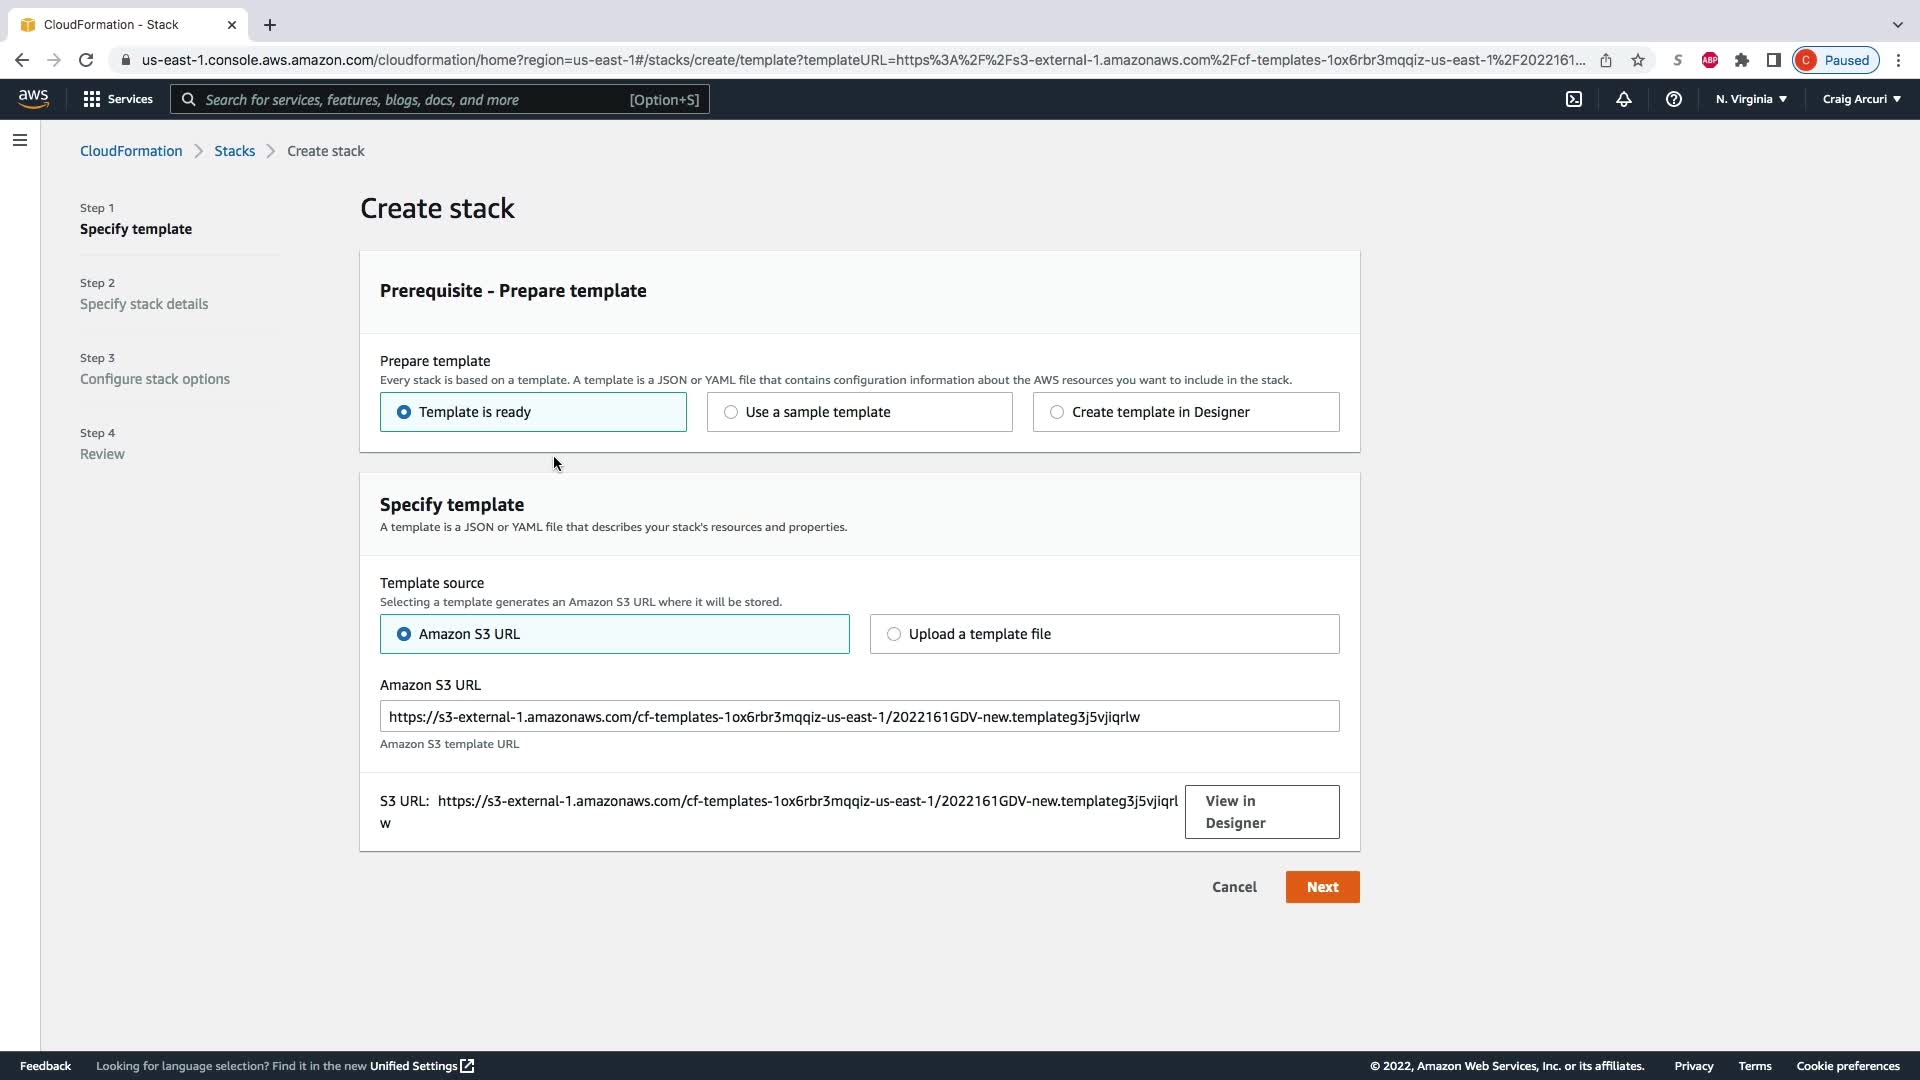 CloudFormation - Stack
us-east-1.console.aws.amazon.com/cloudformation/home?region=us-east-1#/stacks/create/template?templateURL=https%3A%2F%2Fs3-external-1.amazonaws.com%2Fcf-templates-1ox6rbr3mqqiz-us-east-1%2F2022161...
S
ABP
C
Paused
aws
Services
Search for services, features, blogs, docs, and more
[Option+S]
N. Virginia
Craig Arcuri
CloudFormation
Stacks
Create stack
Step 1
Specify template
Step 2
Specify stack details
Step 3
Configure stack options
Step 4
Review
Create stack
Prerequisite - Prepare template
Prepare template
Every stack is based on a template. A template is a JSON or YAML file that contains configuration information about the AWS resources you want to include in the stack.
Template is ready
Use a sample template
Create template in Designer
Specify template
A template is a JSON or YAML file that describes your stack's resources and properties.
Template source
Selecting a template generates an Amazon S3 URL where it will be stored.
Amazon S3 URL
Upload a template file
Amazon S3 URL
https://s3-external-1.amazonaws.com/cf-templates-1ox6rbr3mqqiz-us-east-1/2022161GDV-new.templateg3j5vjiqrlw
Amazon S3 template URL
S3 URL: https://s3-external-1.amazonaws.com/cf-templates-1ox6rbr3mqqiz-us-east-1/2022161GDV-new.templateg3j5vjiqrl
w
View in
Designer
Cancel
Next
Feedback
Looking for language selection? Find it in the new Unified Settings
© 2022, Amazon Web Services, Inc. or its affiliates.
Privacy
Terms
Cookie preferences